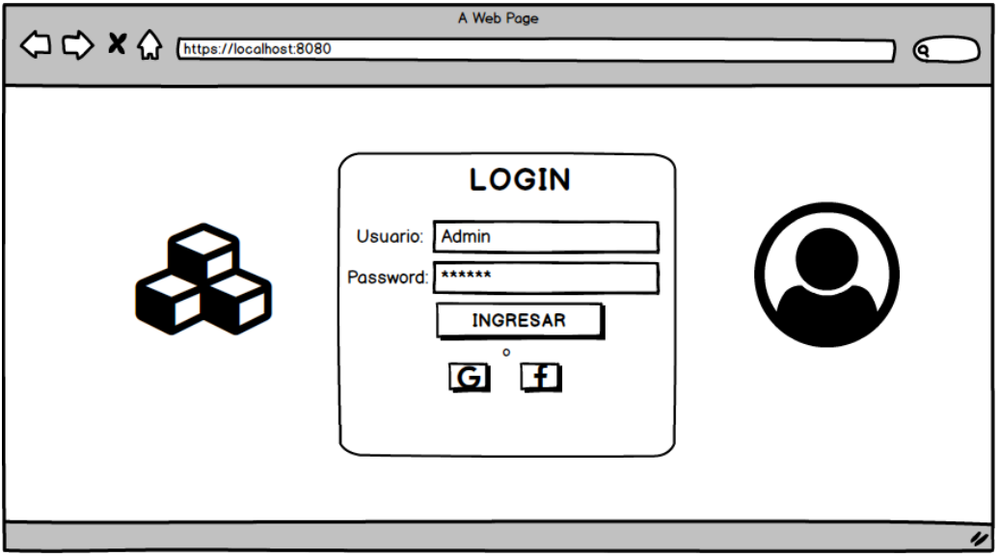 A Web Page
https://localhost:8080
LOGIN
Usuario: Admin
Password: ******
INGRESAR
o
G f